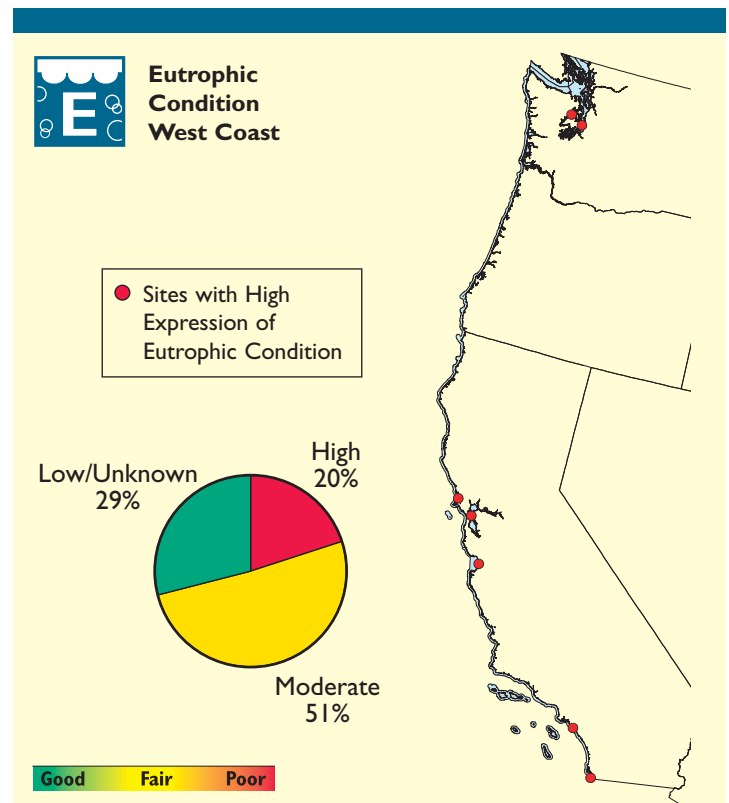 E
Eutrophic
Condition
West Coast
Sites with High
Expression of
Eutrophic Condition
High
20%
Low/Unknown
29%
Moderate
51%
Good Fair Poor